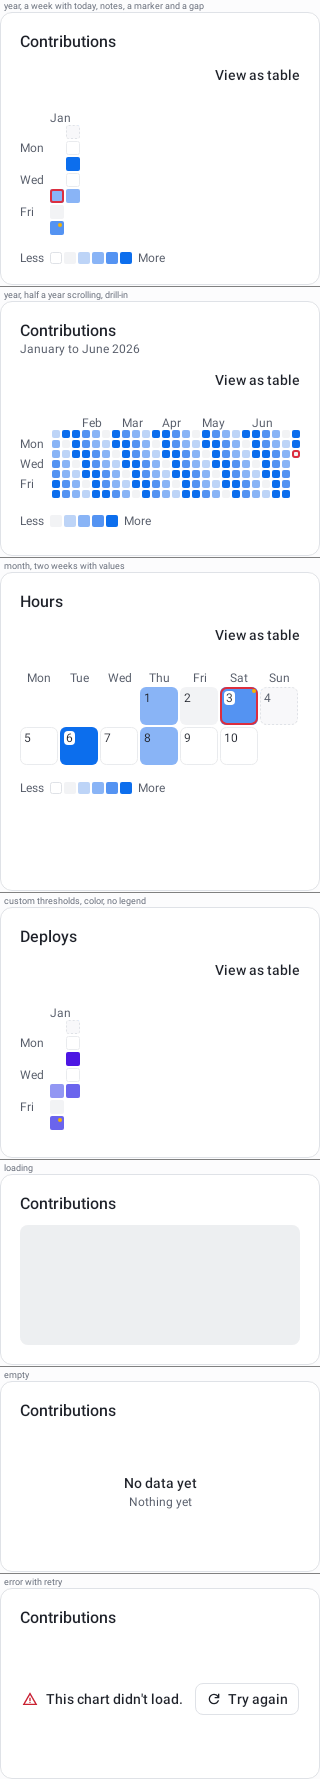 year, a week with today, notes, a marker and a gap
Contributions
View as table
Jan
Mon
Wed
Fri
Less More
year, half a year scrolling, drill-in
Contributions
January to June 2026
View as table
Feb Mar Apr May Jun
Mon
Wed
Fri
Less More
month, two weeks with values
Hours
View as table
Mon Tue Wed Thu Fri Sat Sun
1 2 3 4
5 6 7 8 9 10
Less More
custom thresholds, color, no legend
Deploys
View as table
Jan
Mon
Wed
Fri
loading
Contributions
empty
Contributions
No data yet
Nothing yet
error with retry
Contributions
This chart didn't load. Try again